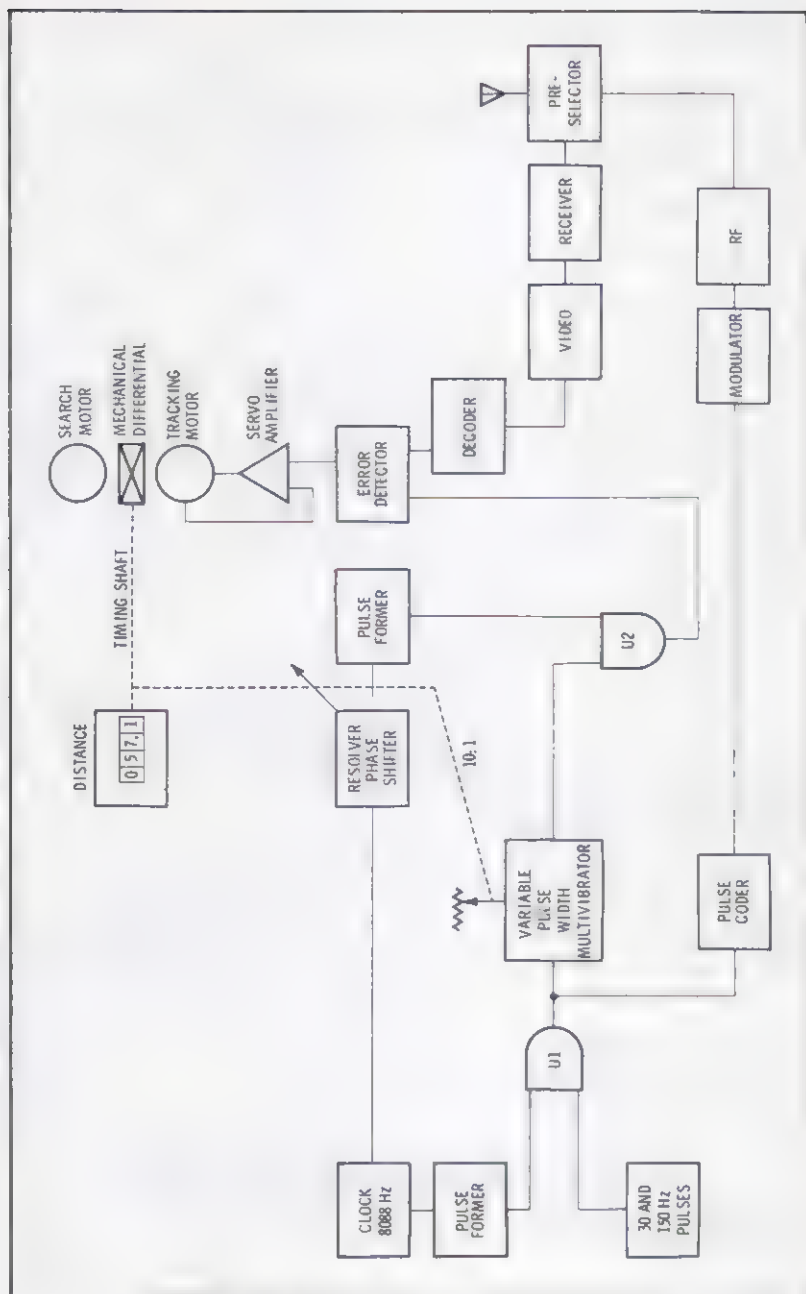 SEARCH
MOTOR
MECHANICAL
DIFFERENTIAL
TRACKING
MOTOR
SERVO
AMPLIFIER
TIMING SHAFT
DISTANCE
0 5 7. 1
ERROR
DETECTOR
DECODER
VIDEO
RECEIVER
PRE-
SELECTOR
PULSE
FORMER
RESOLVER
PHASE
SHIFTER
10:1
CLOCK
8088 Hz
PULSE
FORMER
30 AND
150 Hz
PULSES
U1
VARIABLE
PLUSE
WIDTH
MULTIVIBRATOR
U2
PULSE
CODER
MODULATOR
RF